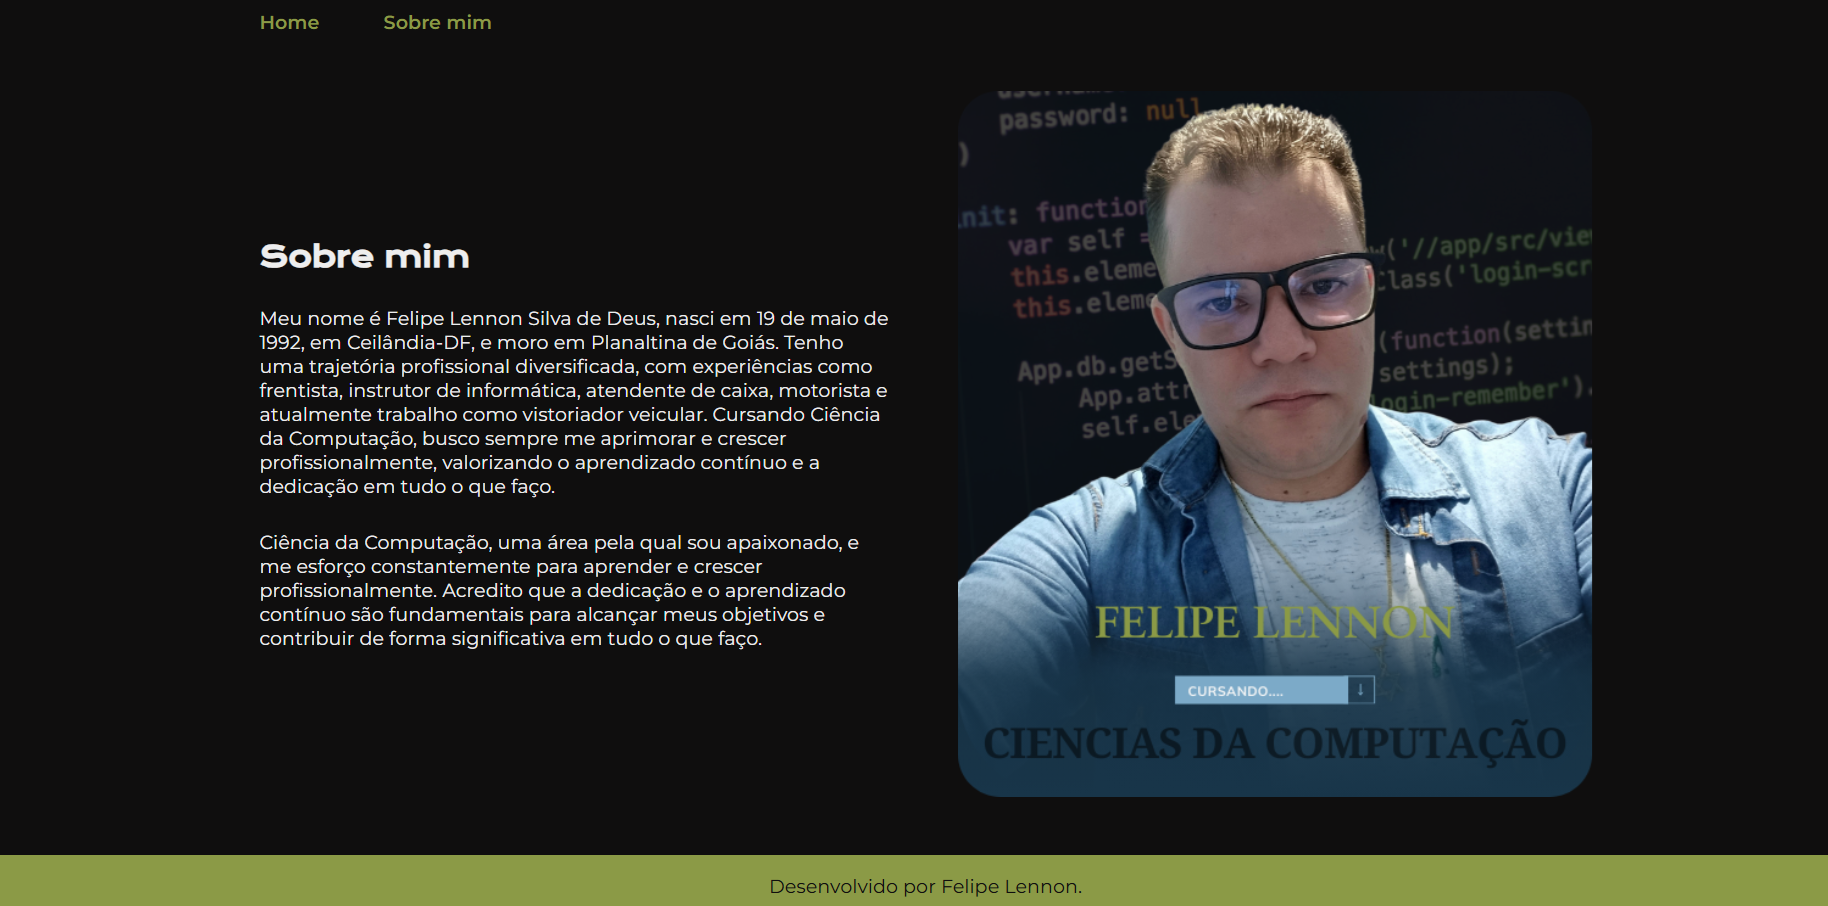 Home Sobre mim
Sobre mim
Meu nome é Felipe Lennon Silva de Deus, nasci em 19 de maio de
1992, em Ceilândia-DF, e moro em Planaltina de Goiás. Tenho
uma trajetória profissional diversificada, com experiências como
frentista, instrutor de informática, atendente de caixa, motorista e
atualmente trabalho como vistoriador veicular. Cursando Ciência
da Computação, busco sempre me aprimorar e crescer
profissionalmente, valorizando o aprendizado contínuo e a
dedicação em tudo o que faço.
Ciência da Computação, uma área pela qual sou apaixonado, e
me esforço constantemente para aprender e crescer
profissionalmente. Acredito que a dedicação e o aprendizado
contínuo são fundamentais para alcançar meus objetivos e
contribuir de forma significativa em tudo o que faço.
password: null
)
init: function
var self =
('//app/src/vie
this.eleme
class('login-scr
this.eleme
(function(settin
App.db.getS
settings);
App.attr
login-remember').
self.ele
FELIPE LENNON
CURSANDO....
CIENCIAS DA COMPUTAÇÃO
Desenvolvido por Felipe Lennon.